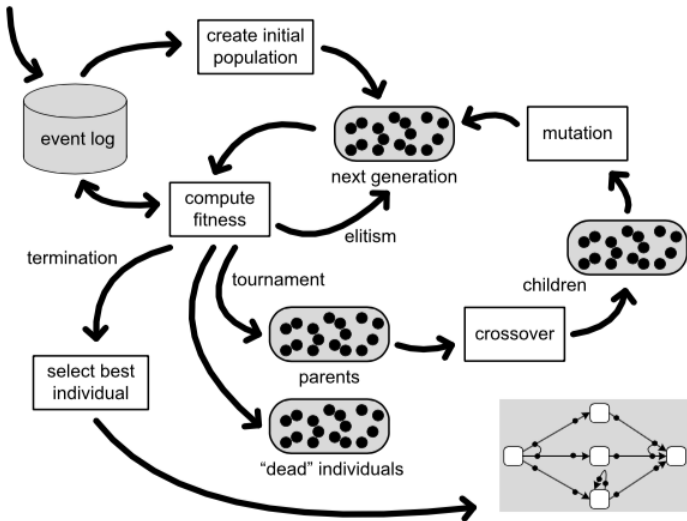 create initial
population
event log
mutation
next generation
compute
fitness
elitism
termination
children
tournament
crossover
select best
individual
parents
“dead” individuals